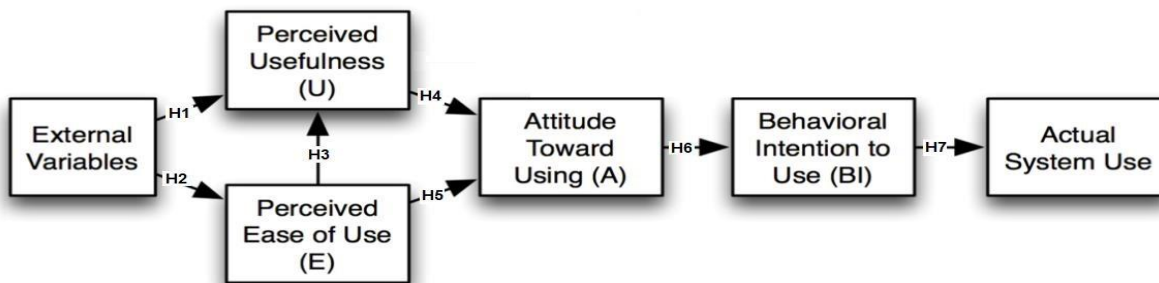 Perceived
Usefulness
(U)
H1
H4
External
Variables
H3
H2
Perceived
Ease of Use
(E)
H5
Attitude
Toward
Using (A)
H6
Behavioral
Intention to
Use (BI)
H7
Actual
System Use